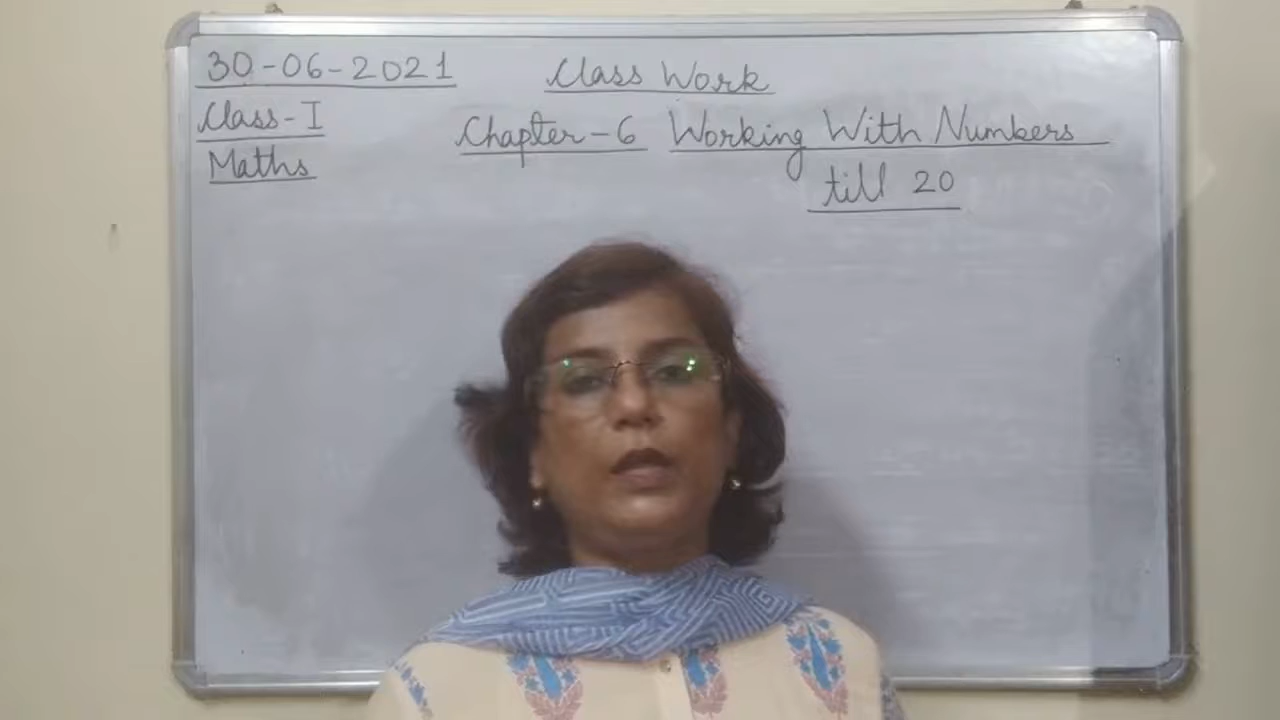 30-06-2021 Class Work
Class-I Chapter-6 Working With Numbers
Maths till 20